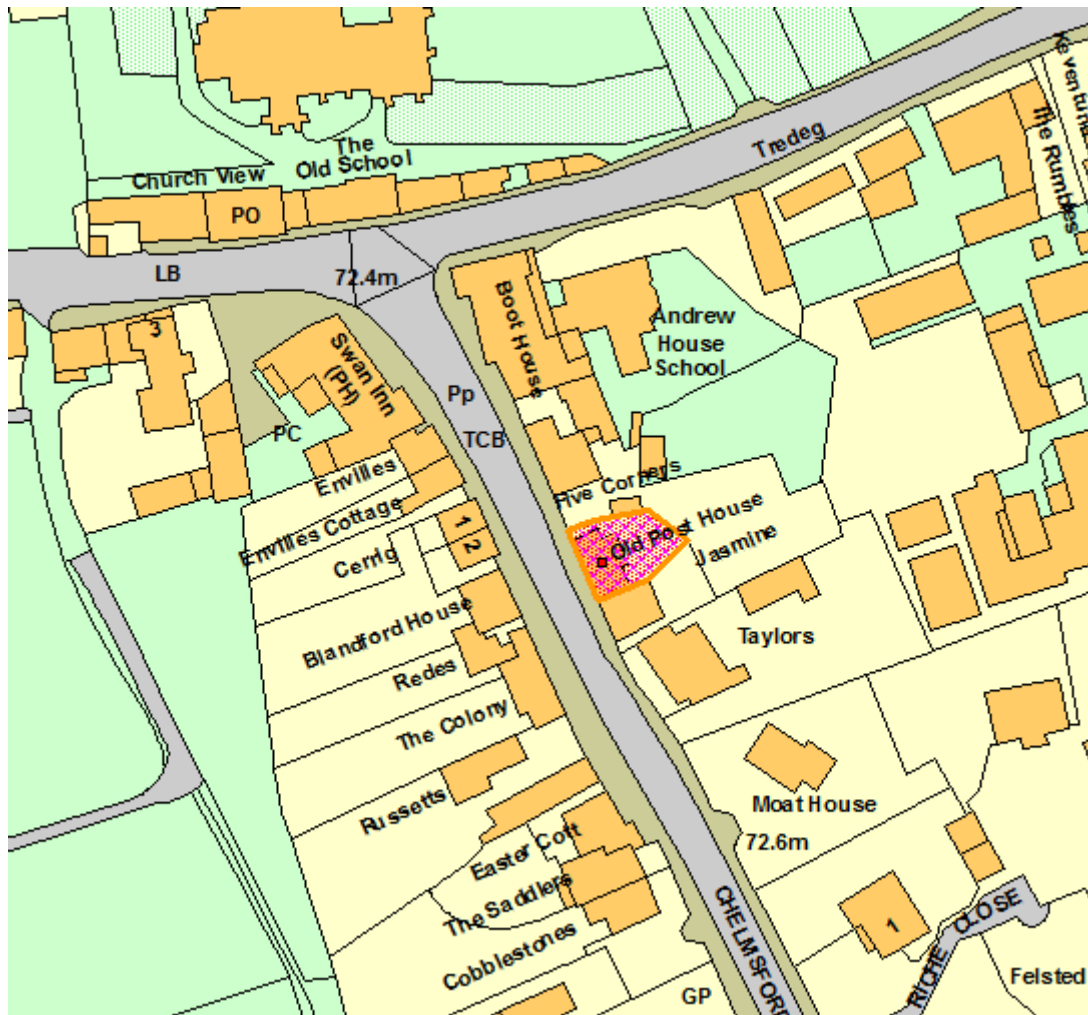 Keventuma
The Rumbles
Tredeg
The
Old School
Church View
PO
LB
72.4m
3
Swan Inn
(PH)
Boot House
Andrew
House
School
Pp
TCB
PC
Envilles
Envilles Cottage
Five Corners
1
2
Cerrig
Old Post House
Jasmine
Blandford House
Taylors
Redes
The Colony
Russetts
Moat House
72.6m
Easter Cott
The Saddlers
Cobblestones
CHELMSFORD
1
RICHE CLOSE
GP
Felsted